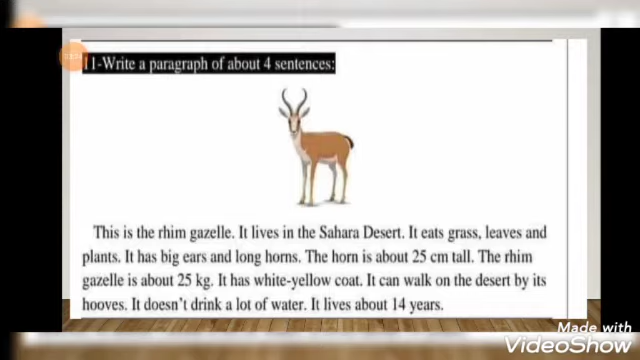 11-Write a paragraph of about 4 sentences:
This is the rhim gazelle. It lives in the Sahara Desert. It eats grass, leaves and
plants. It has big ears and long horns. The horn is about 25 cm tall. The rhim
gazelle is about 25 kg. It has white-yellow coat. It can walk on the desert by its
hooves. It doesn't drink a lot of water. It lives about 14 years.
Made with
VideoShow